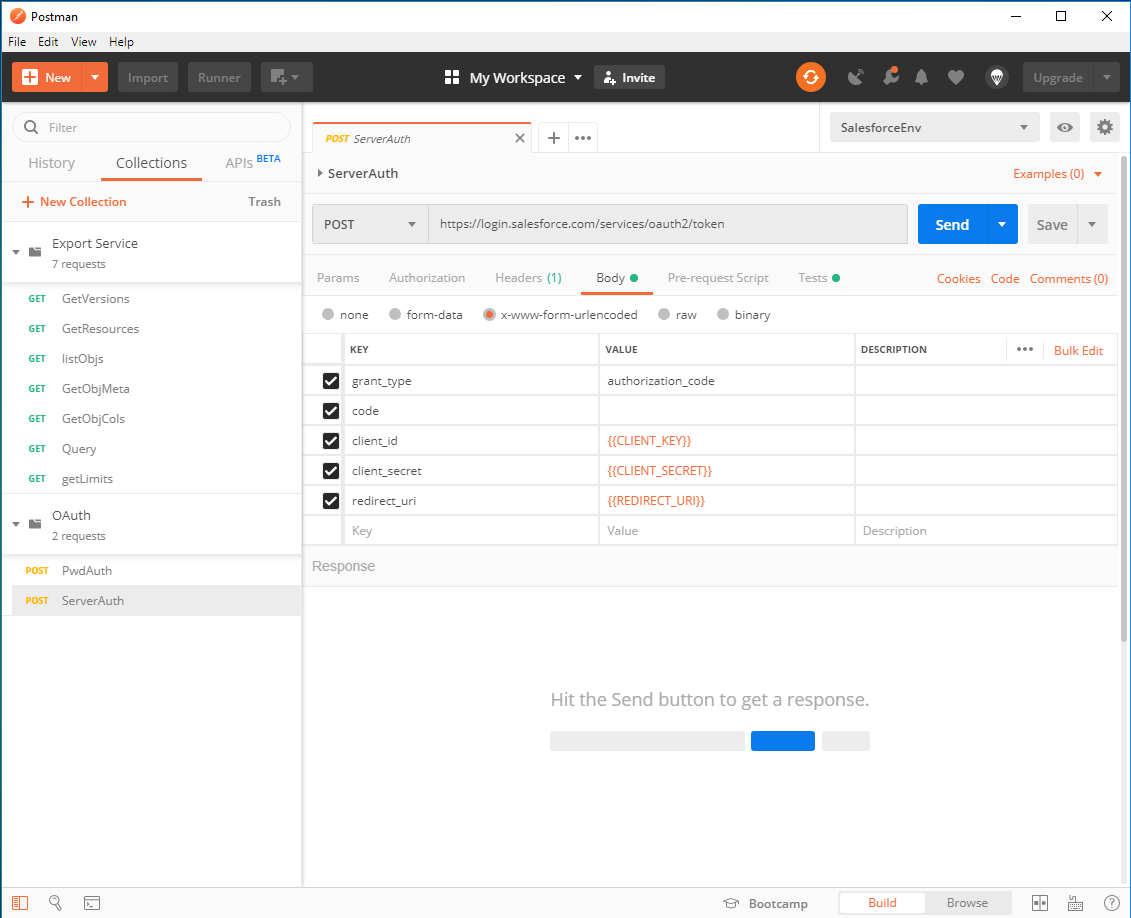 Postman
File Edit View Help
New Import Runner My Workspace Invite Upgrade
Filter
History Collections APIs BETA
New Collection Trash
Export Service
7 requests
GET GetVersions
GET GetResources
GET listObjs
GET GetObjMeta
GET GetObjCols
GET Query
GET getLimits
OAuth
2 requests
POST PwdAuth
POST ServerAuth
POST ServerAuth
SalesforceEnv
ServerAuth
Examples (0)
POST https://login.salesforce.com/services/oauth2/token Send Save
Params Authorization Headers (1) Body Pre-request Script Tests Cookies Code Comments (0)
none form-data x-www-form-urlencoded raw binary
KEY VALUE DESCRIPTION ••• Bulk Edit
grant_type authorization_code
code
client_id {{CLIENT_KEY}}
client_secret {{CLIENT_SECRET}}
redirect_uri {{REDIRECT_URI}}
Key Value Description
Response
Hit the Send button to get a response.
Bootcamp Build Browse